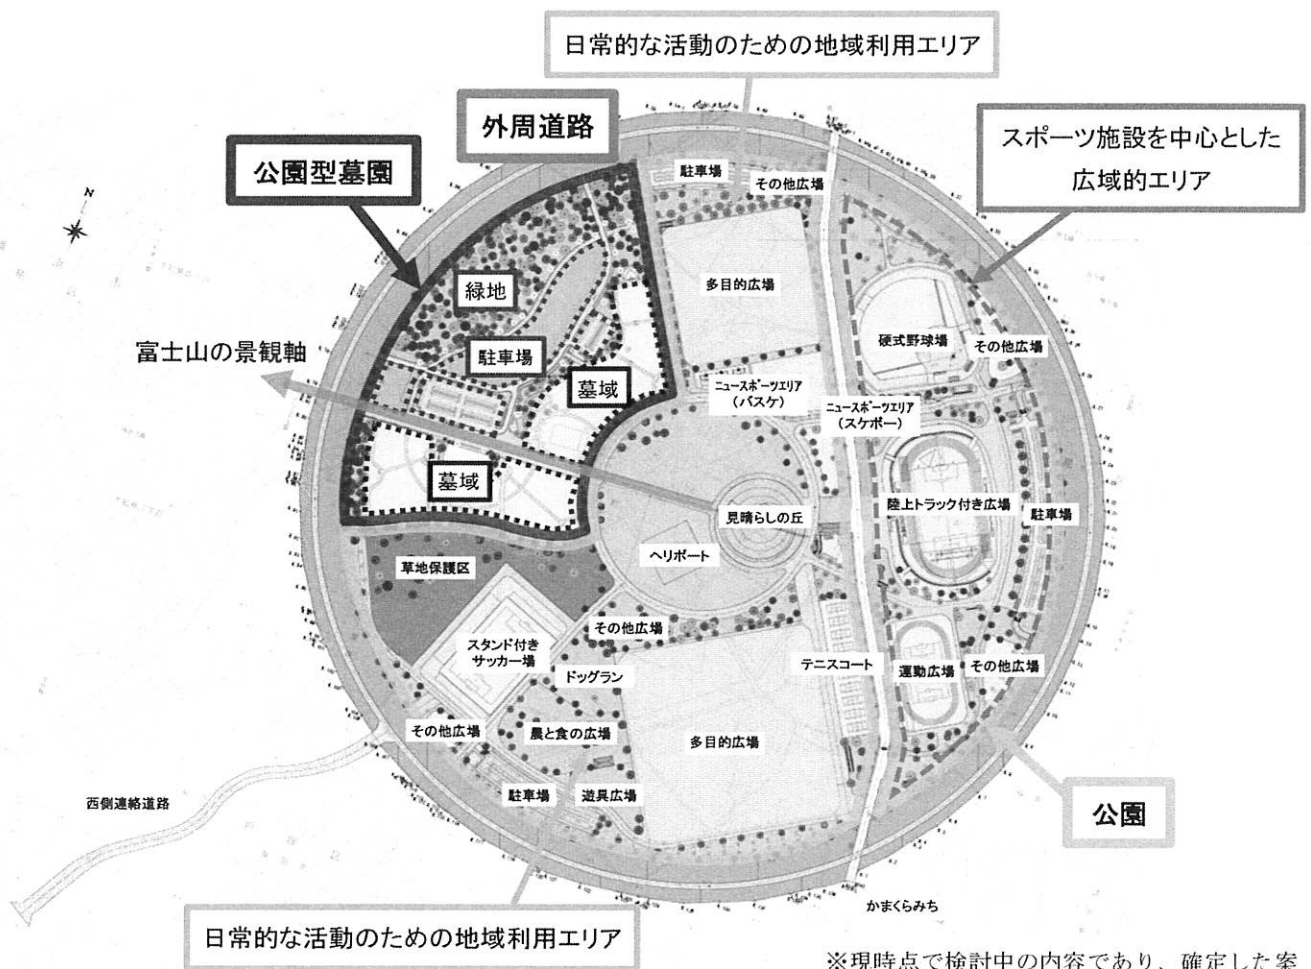 日常的な活動のための地域利用エリア
外周道路
スポーツ施設を中心とした
広域的エリア
公園型墓園
N
駐車場
その他広場
緑地
多目的広場
富士山の景観軸
駐車場
硬式野球場
その他広場
墓域
ニュースポーツエリア
(バスケ)
ニュースポーツエリア
(スケボー)
墓域
見晴らしの丘
陸上トラック付き広場
駐車場
ヘリポート
草地保護区
その他広場
スタンド付き
サッカー場
ドッグラン
テニスコート
運動広場
その他広場
その他広場
農と食の広場
多目的広場
西側連絡道路
駐車場
遊具広場
公園
かまくらみち
日常的な活動のための地域利用エリア
※現時点で検討中の内容であり、確定した案